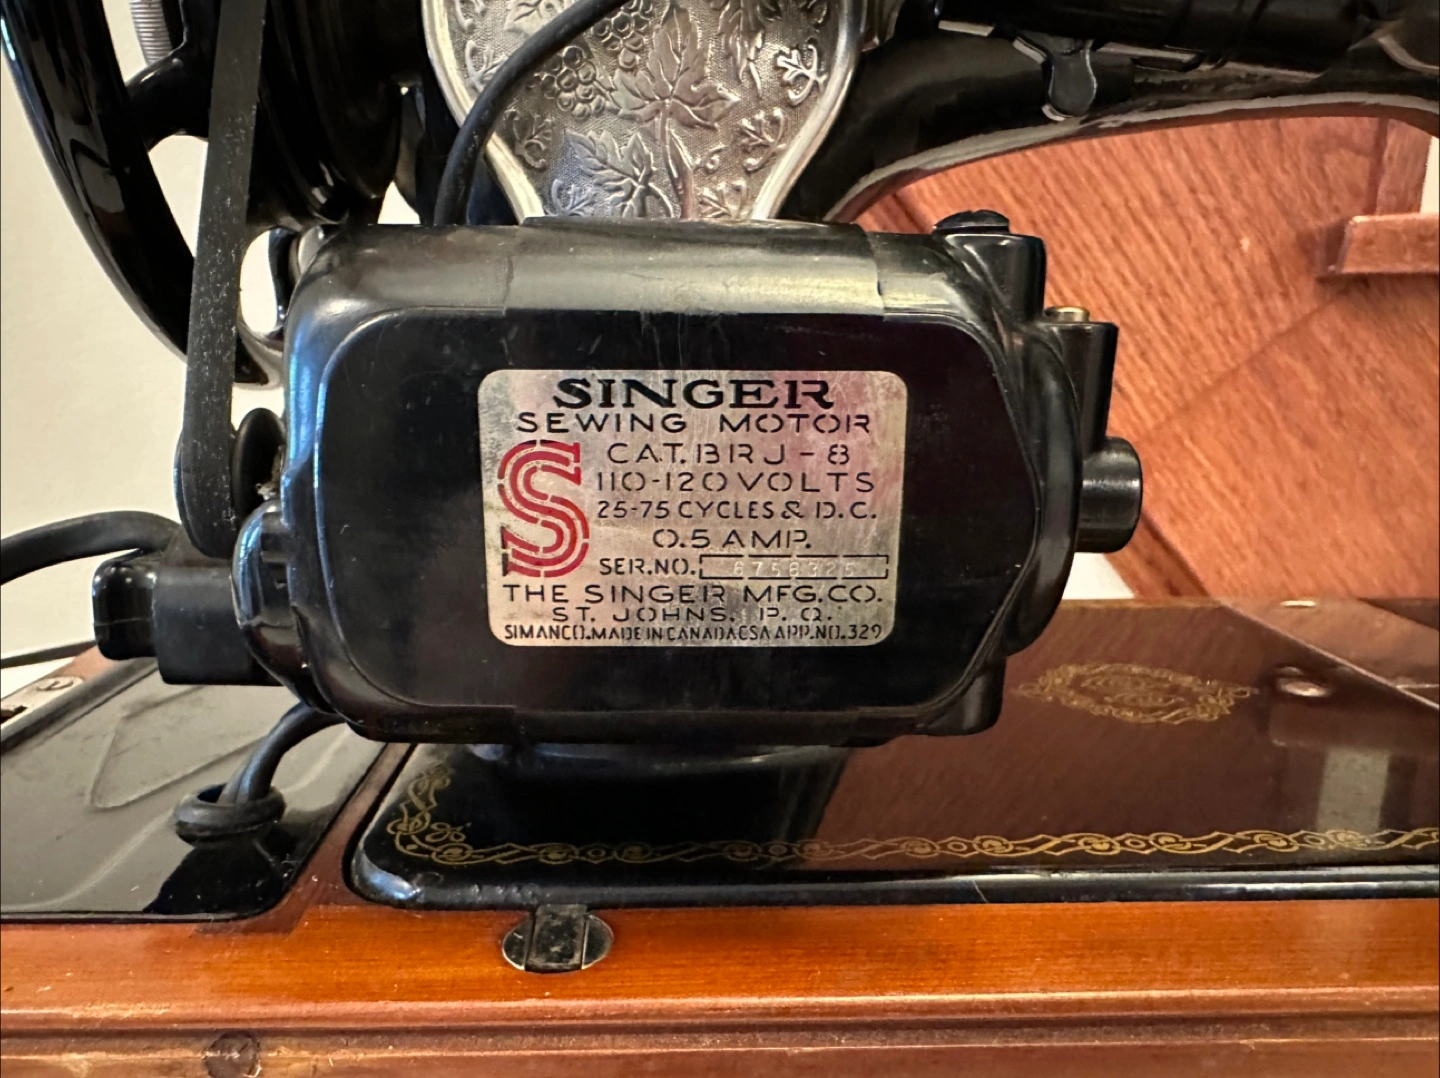 SINGER
SEWING MOTOR
S
CAT. BRJ-8
110-120 VOLTS
25-75 CYCLES & D.C.
0.5 AMP.
SER.NO. 6758325
THE SINGER MFG.CO.
ST. JOHNS, P. Q.
SIMANCO.MADE IN CANADA CSA APP.NO.329